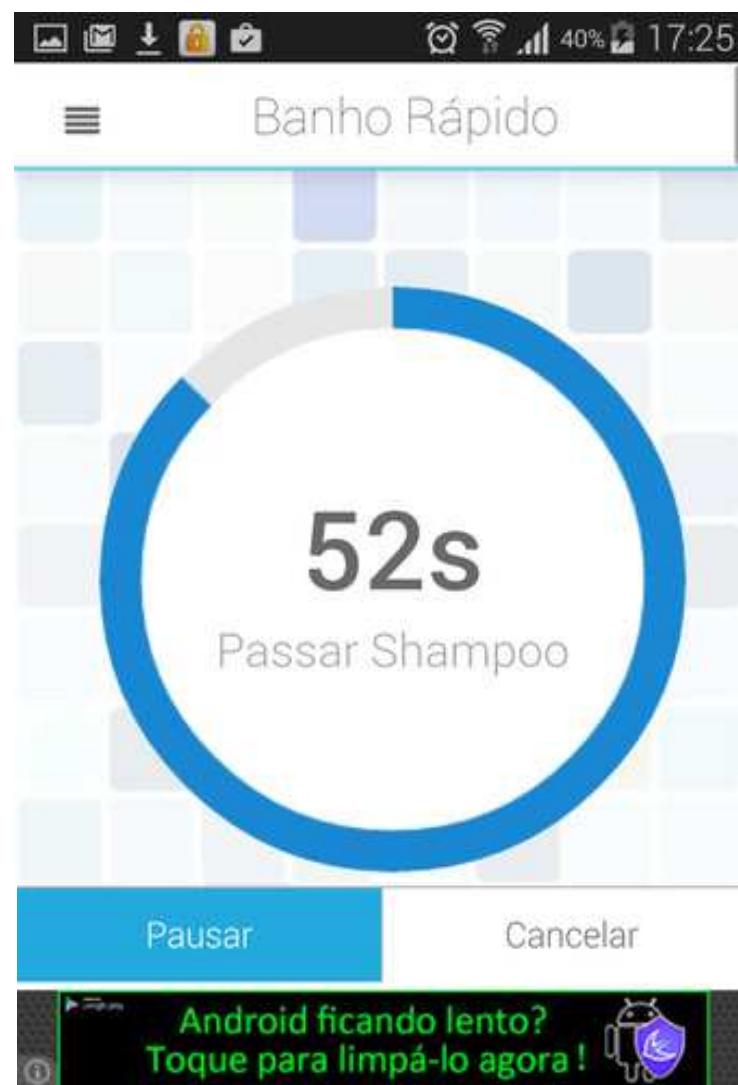 40% 17:25
Banho Rápido
52s
Passar Shampoo
Pausar
Cancelar
Android ficando lento?
Toque para limpá-lo agora !